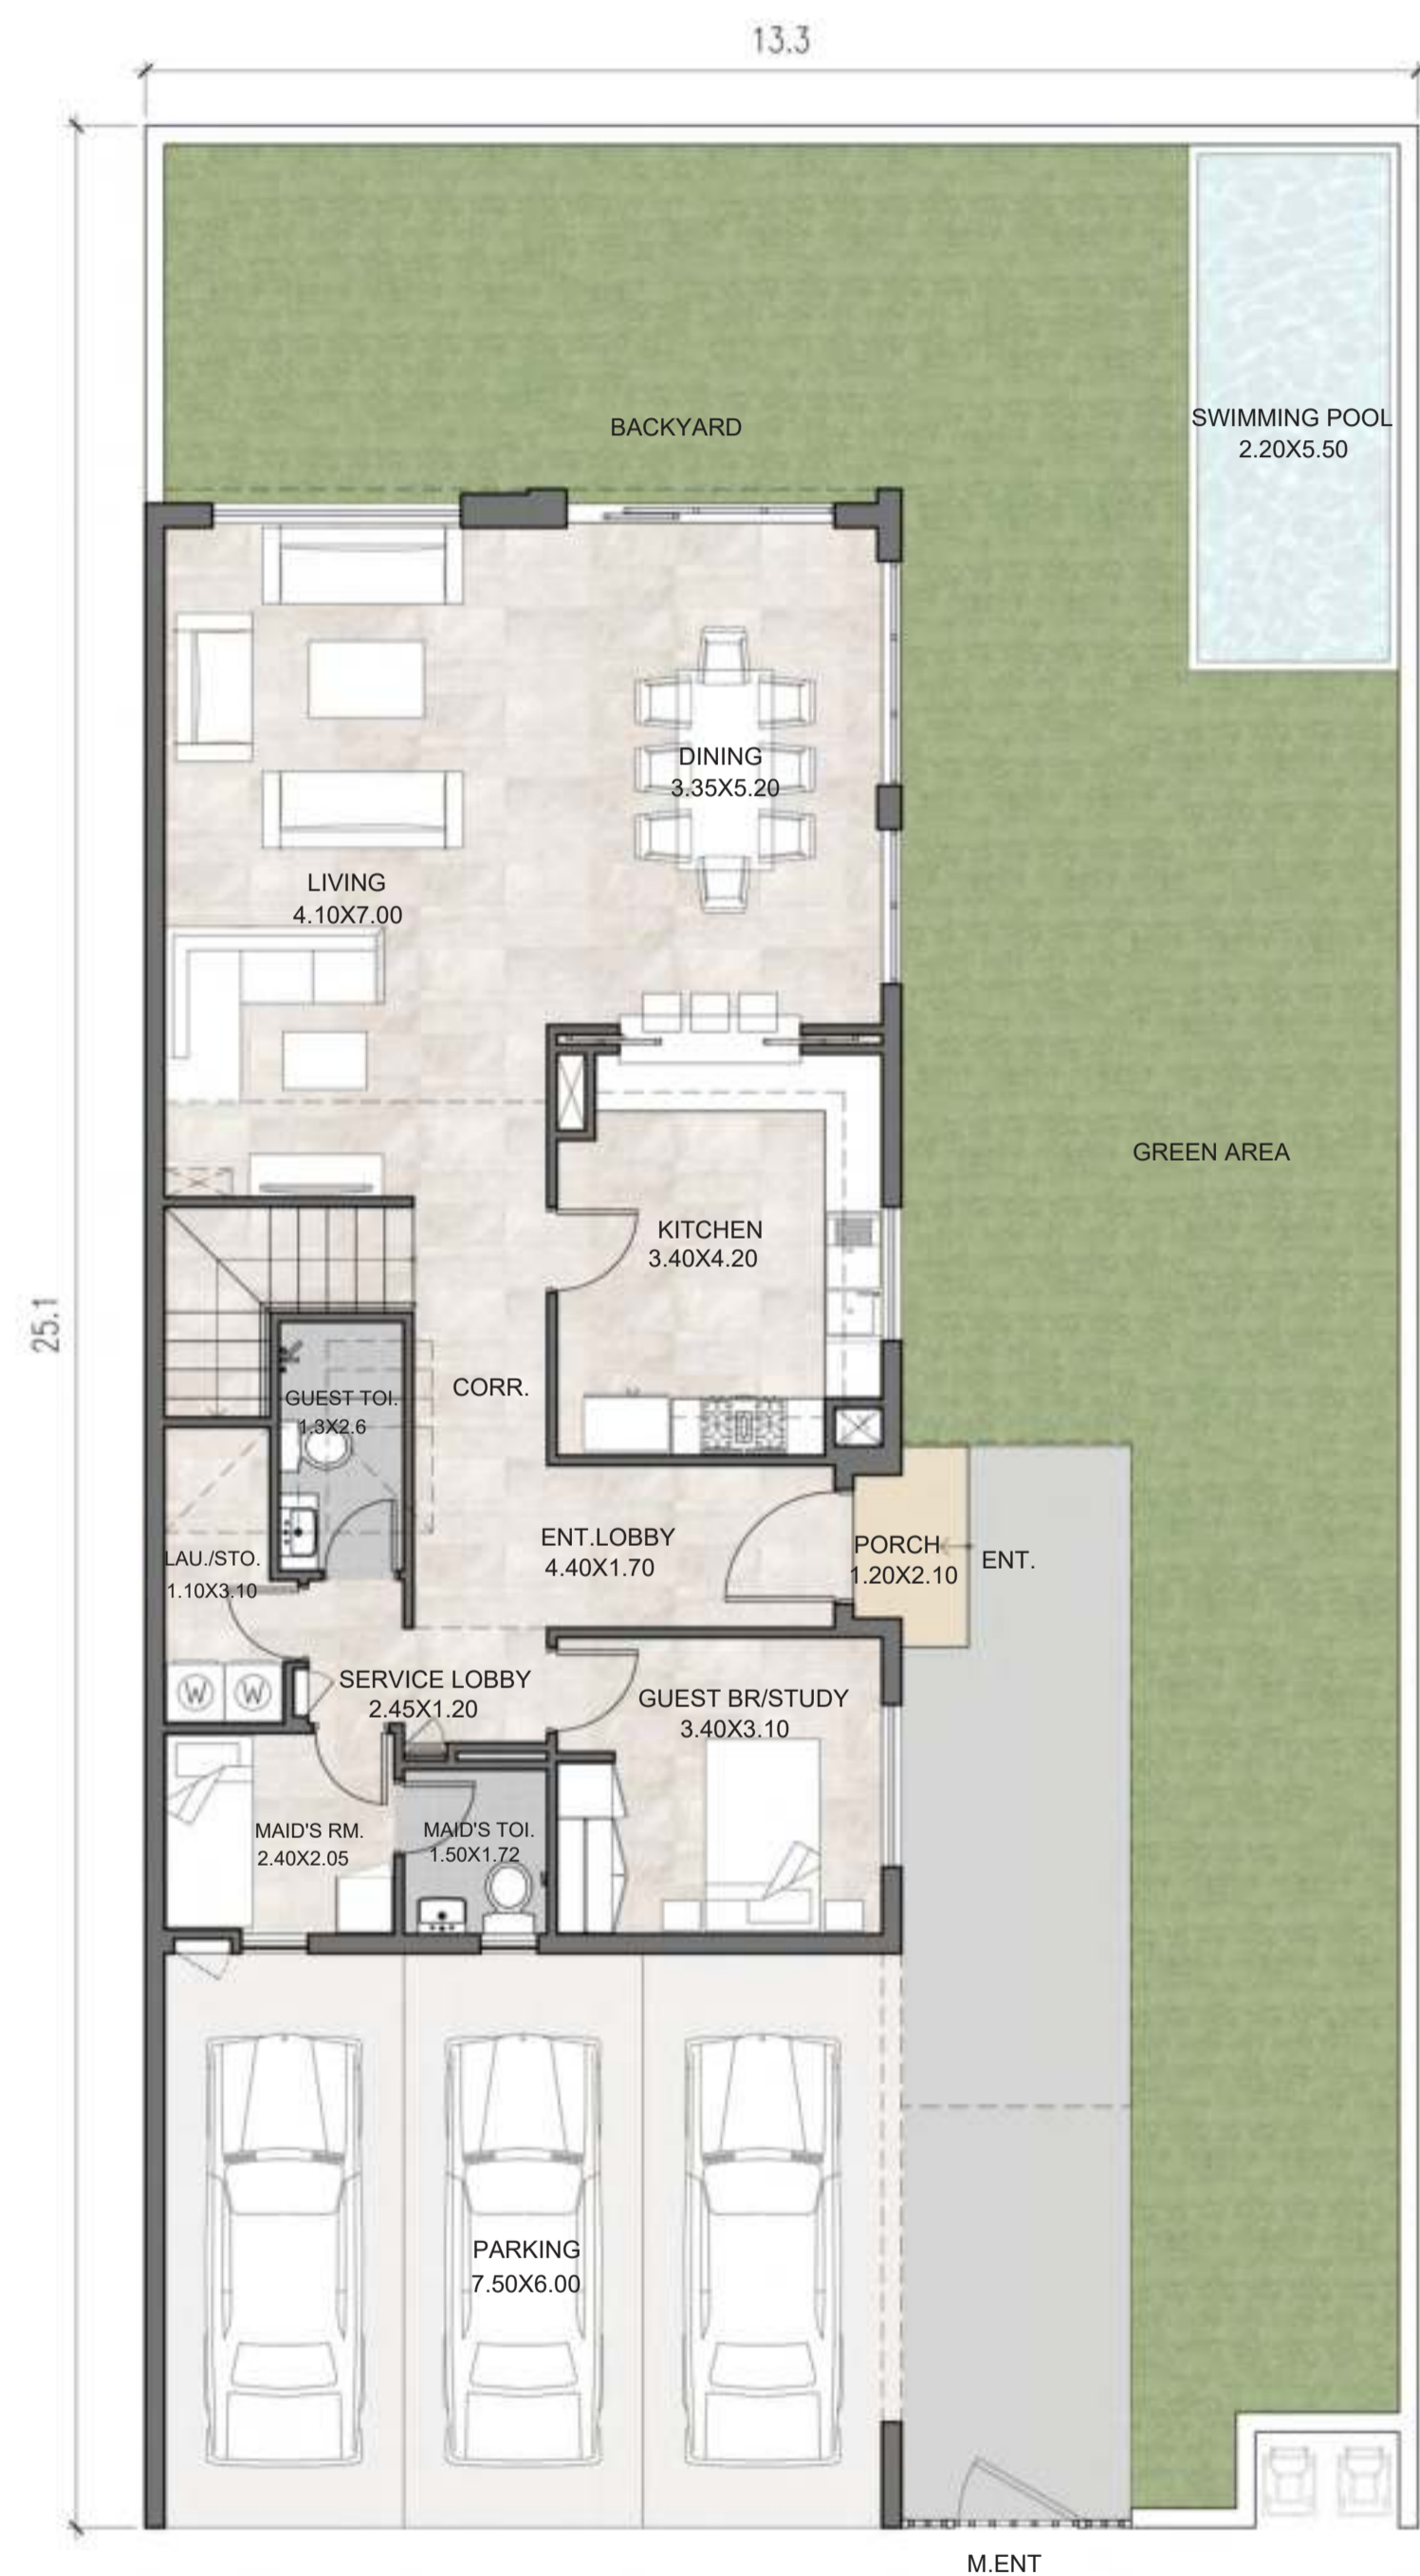 13.3
BACKYARD
SWIMMING POOL
2.20X5.50
DINING
3.35X5.20
LIVING
4.10X7.00
GREEN AREA
KITCHEN
3.40X4.20
25.1
CORR.
GUEST TOI.
1.3X2.6
ENT.LOBBY
4.40X1.70
PORCH
1.20X2.10
ENT.
LAU./STO.
1.10X3.10
SERVICE LOBBY
2.45X1.20
W W
GUEST BR/STUDY
3.40X3.10
MAID'S RM.
2.40X2.05
MAID'S TOI.
1.50X1.72
PARKING
7.50X6.00
M.ENT